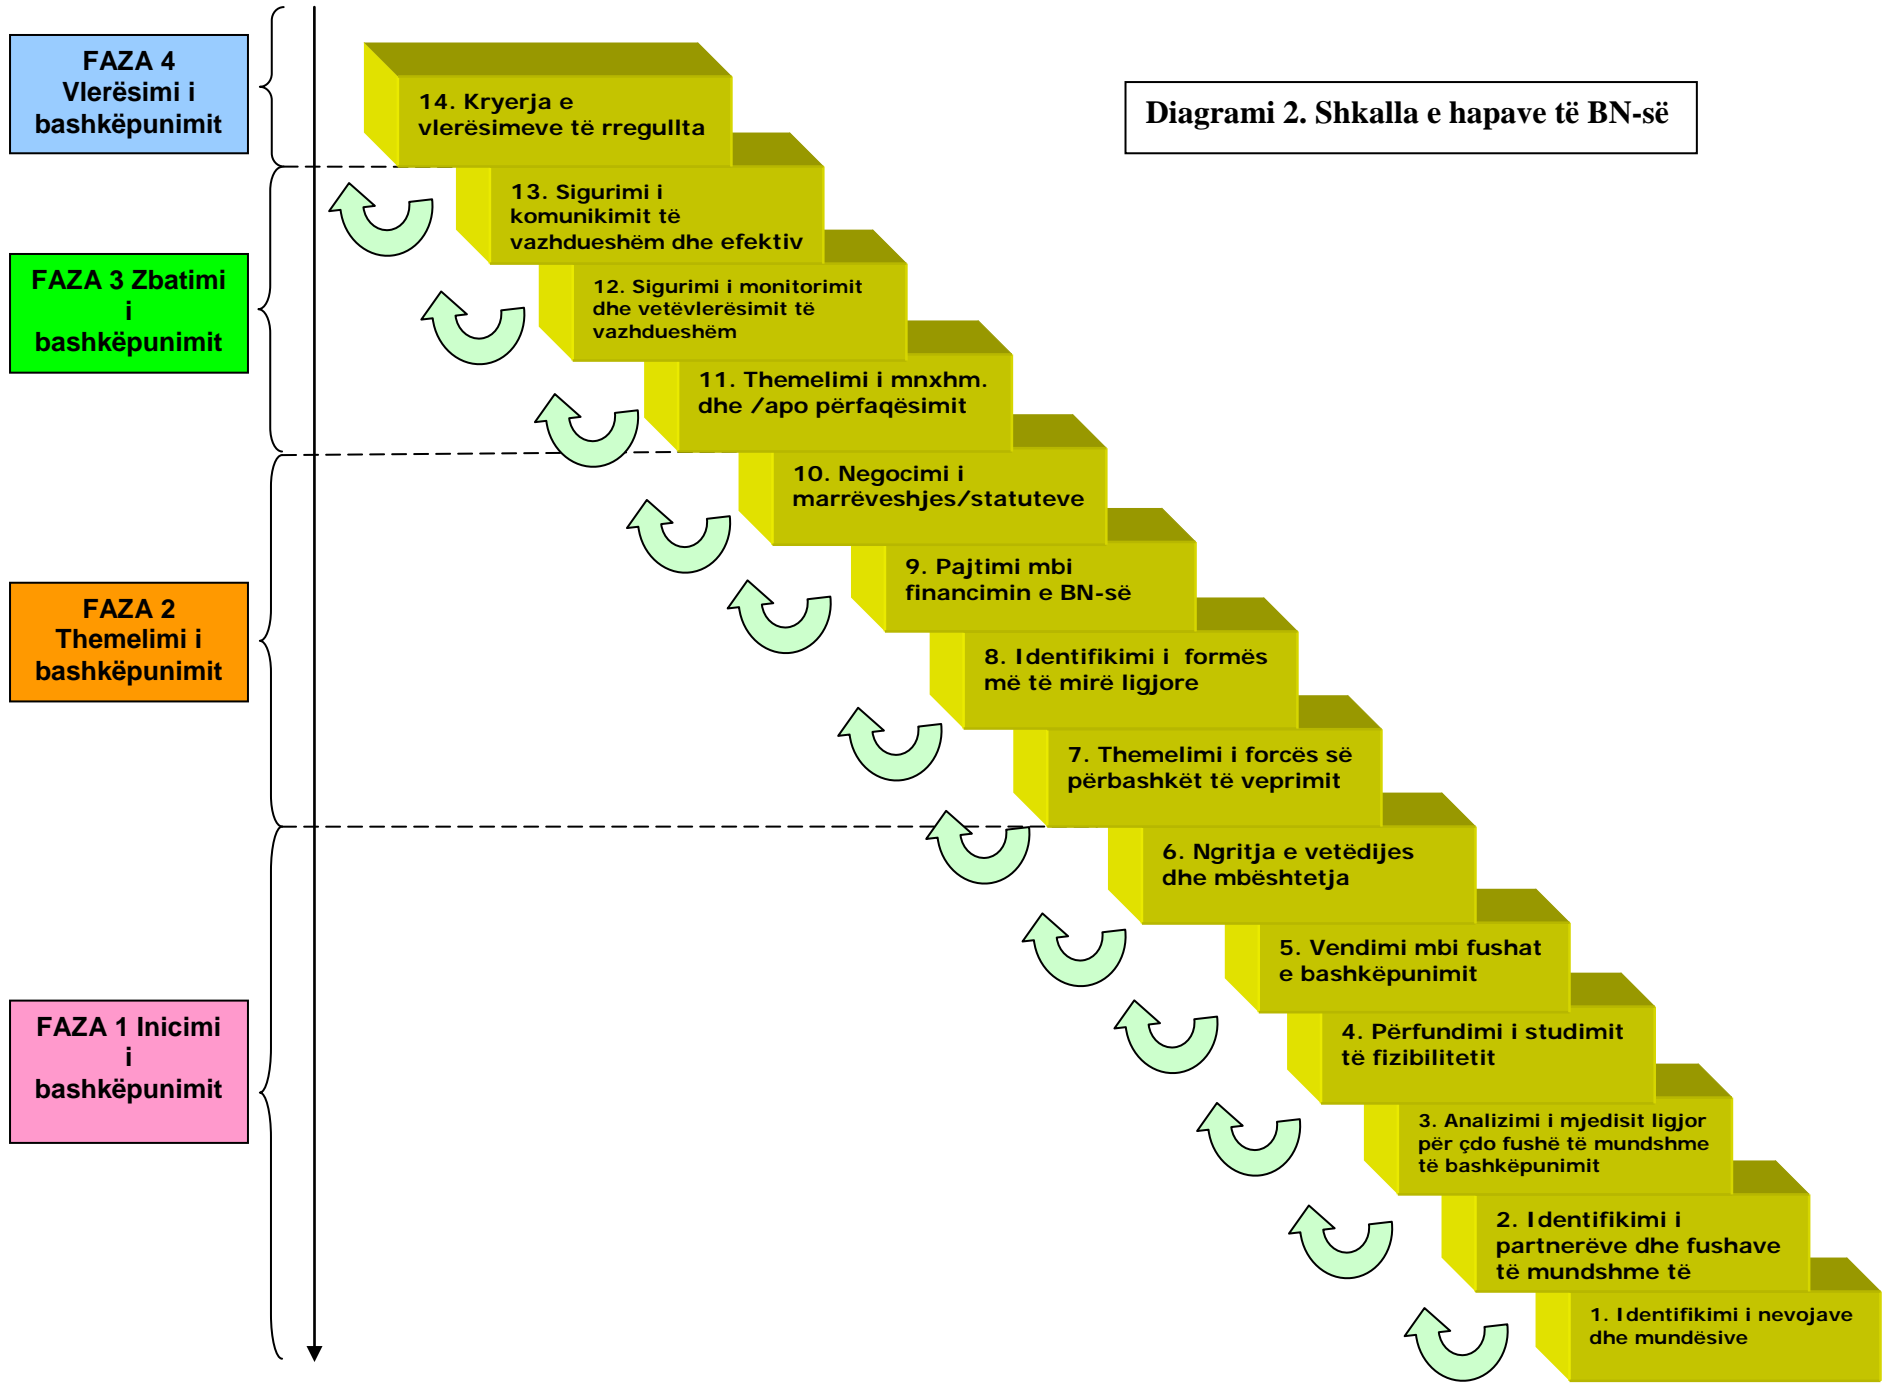 Diagrami 2. Shkalla e hapave të BN-së
FAZA 4
Vlerësimi i
bashkëpunimit
FAZA 3 Zbatimi
i
bashkëpunimit
FAZA 2
Themelimi i
bashkëpunimit
FAZA 1 Inicimi
i
bashkëpunimit
14. Kryerja e
vlerësimeve të rregullta
13. Sigurimi i
komunikimit të
vazhdueshëm dhe efektiv
12. Sigurimi i monitorimit
dhe vetëvlerësimit të
vazhdueshëm
11. Themelimi i mnxhm.
dhe /apo përfaqësimit
10. Negocimi i
marrëveshjes/statuteve
9. Pajtimi mbi
financimin e BN-së
8. Identifikimi i  formës
më të mirë ligjore
7. Themelimi i forcës së
përbashkët të veprimit
6. Ngritja e vetëdijes
dhe mbështetja
5. Vendimi mbi fushat
e bashkëpunimit
4. Përfundimi i studimit
të fizibilitetit
3. Analizimi i mjedisit ligjor
për çdo fushë të mundshme
të bashkëpunimit
2. Identifikimi i
partnerëve dhe fushave
të mundshme të
1. Identifikimi i nevojave
dhe mundësive